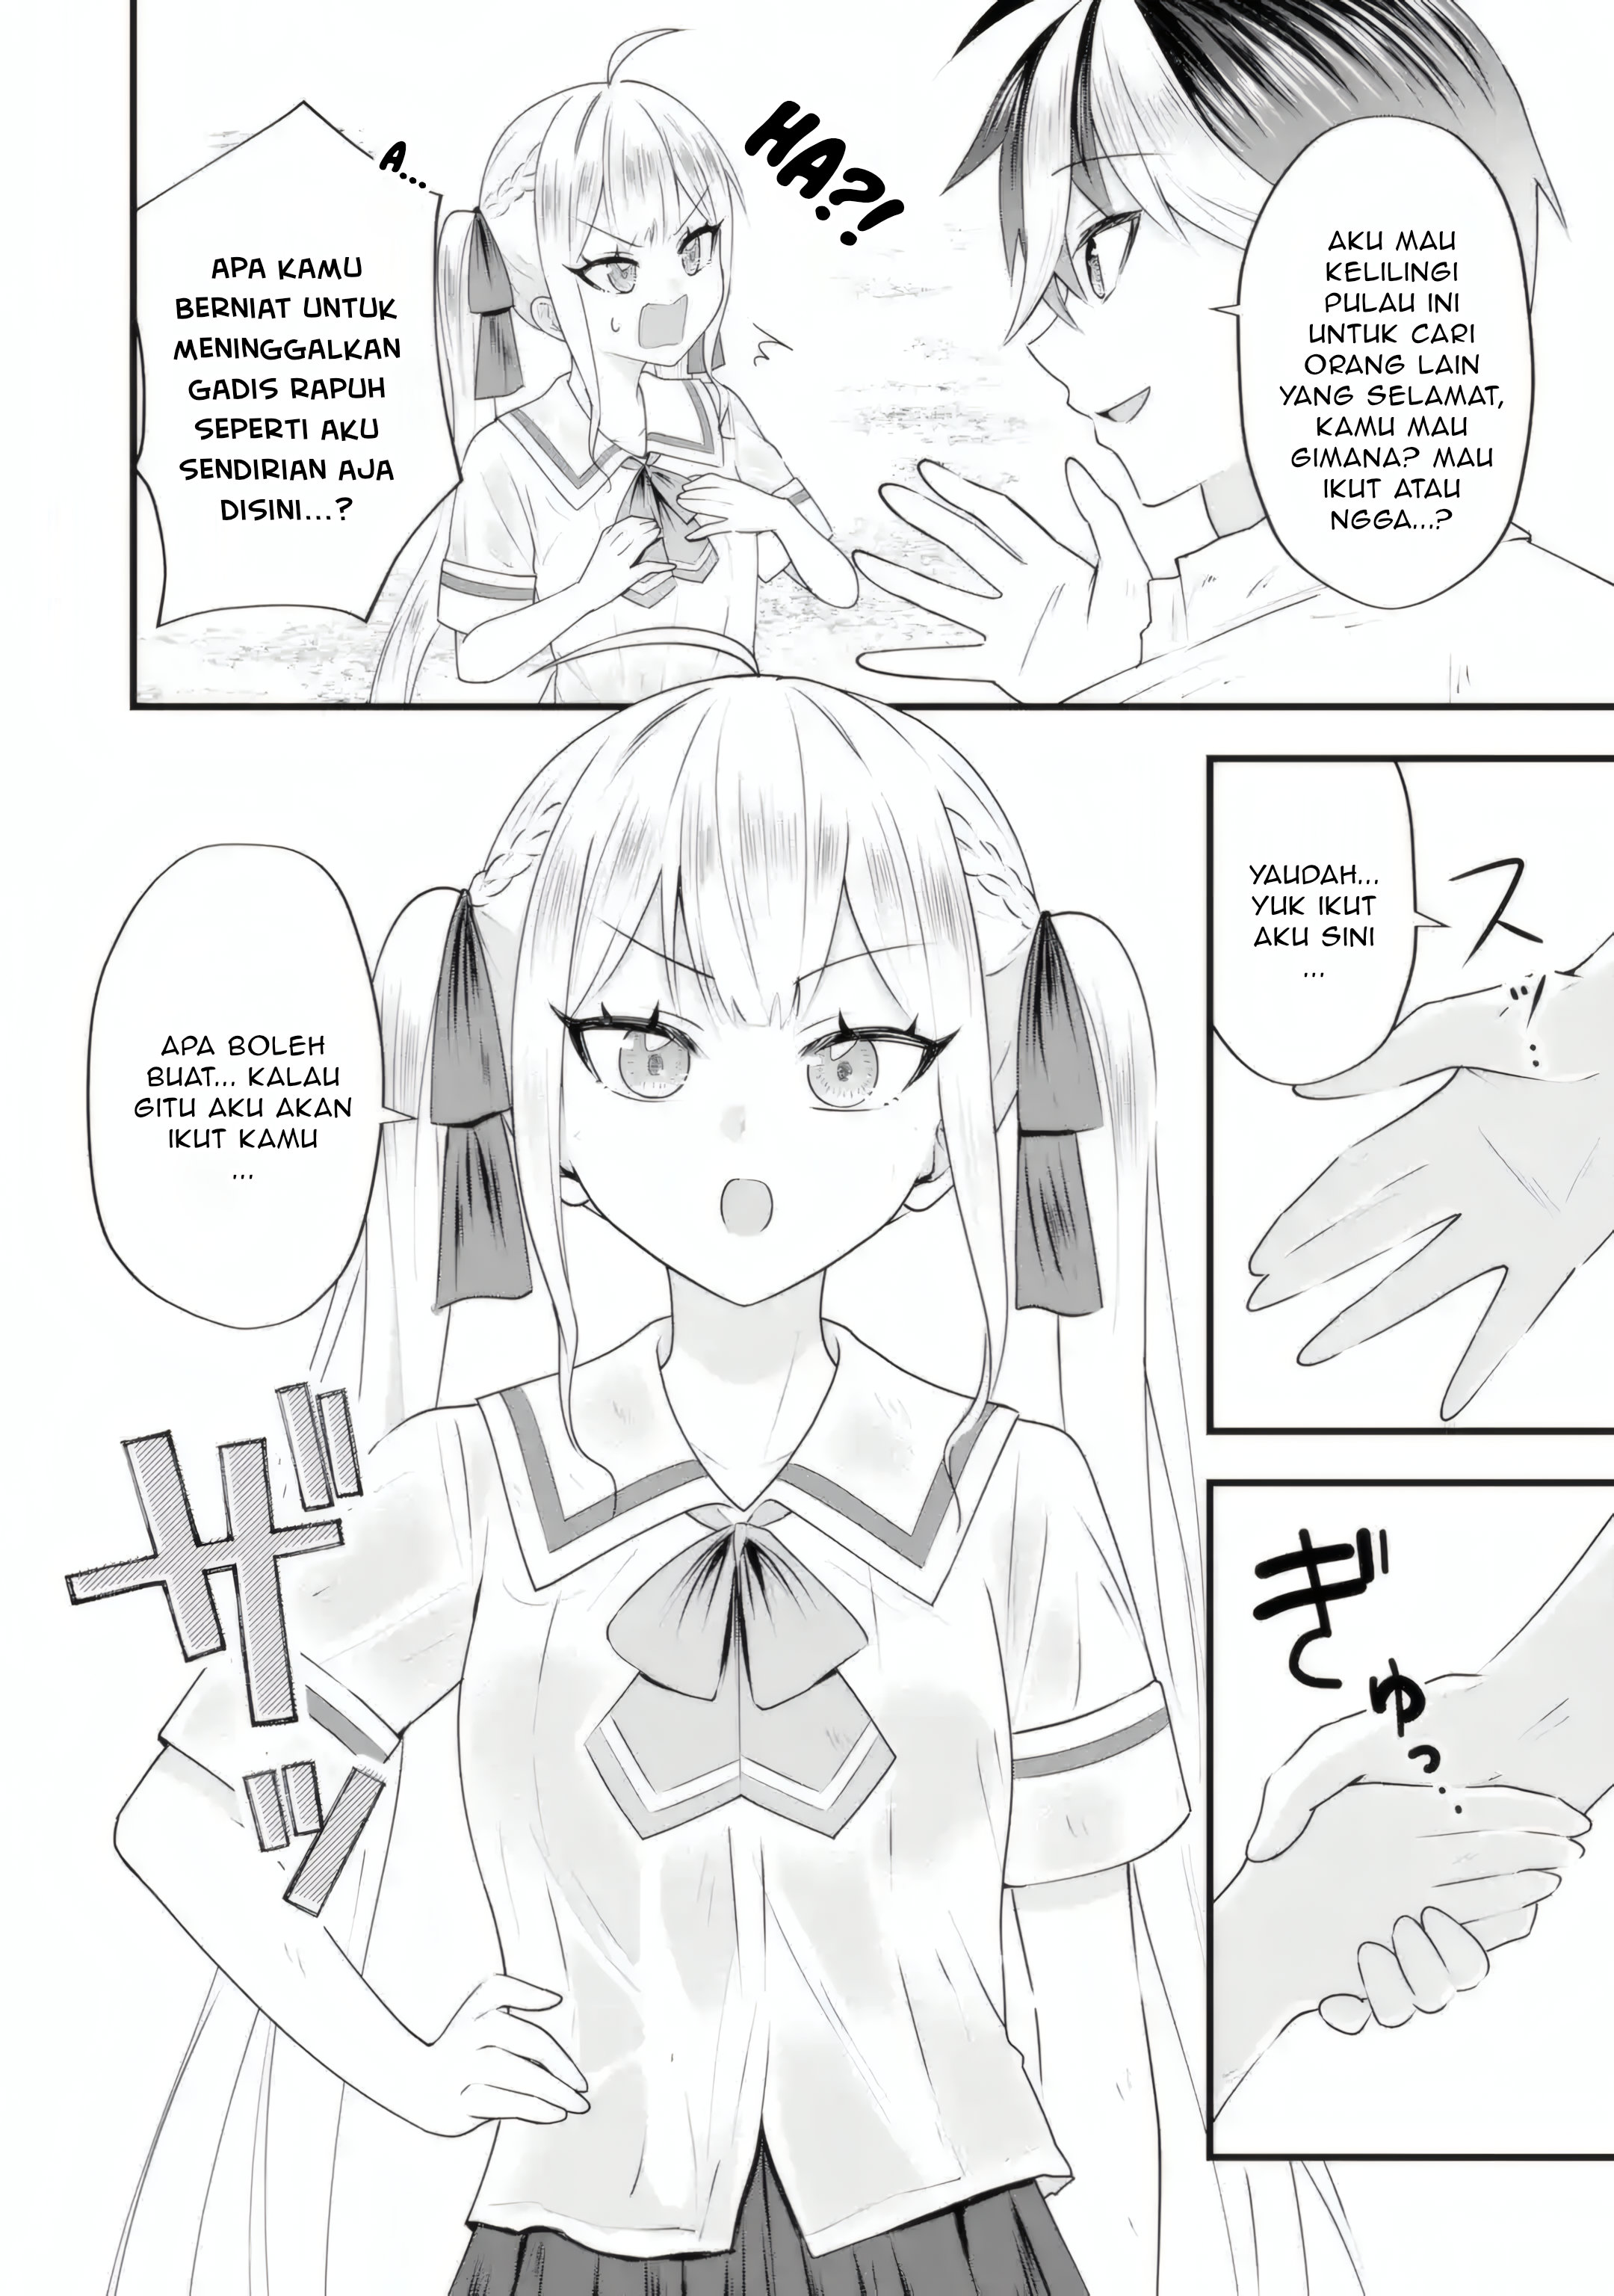 AKU MAU
KELILINGI
PULAU INI
UNTUK CARI
ORANG LAIN
YANG SELAMAT,
KAMU MAU
GIMANA? MAU
IKUT ATAU
NGGA...?
HA?!
A...
APA KAMU
BERNIAT UNTUK
MENINGGALKAN
GADIS RAPUH
SEPERTI AKU
SENDIRIAN AJA
DISINI...?
YAUDAH...
YUK IKUT
AKU SINI
...
ス
ぎゅっ
APA BOLEH
BUAT... KALAU
GITU AKU AKAN
IKUT KAMU
...
ザッ